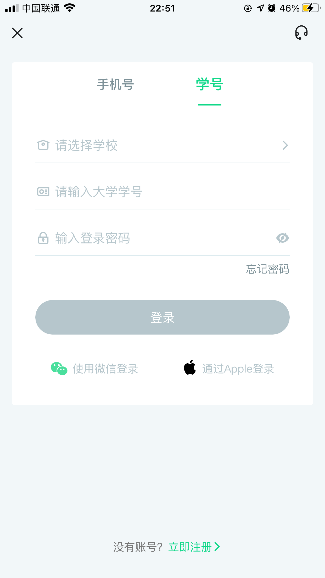 中国联通 22:51 46%
手机号 学号
请选择学校
请输入大学学号
输入登录密码
忘记密码
登录
使用微信登录 通过Apple登录
没有账号? 立即注册